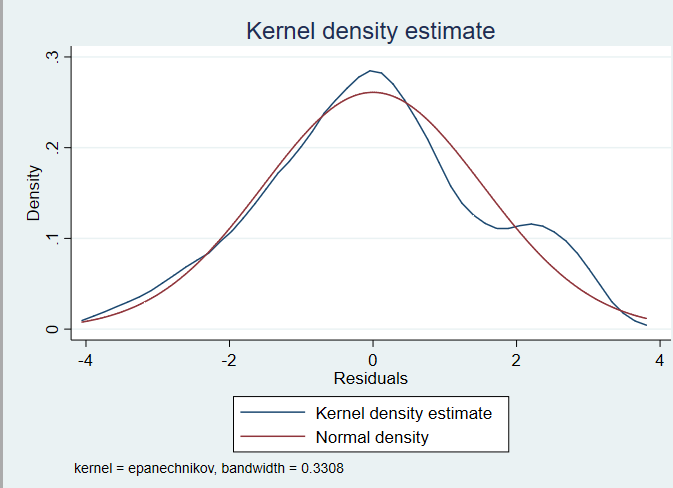 Kernel density estimate
.3
.2
.1
0
Density
-4 -2 0 2 4
Residuals
Kernel density estimate
Normal density
kernel = epanechnikov, bandwidth = 0.3308